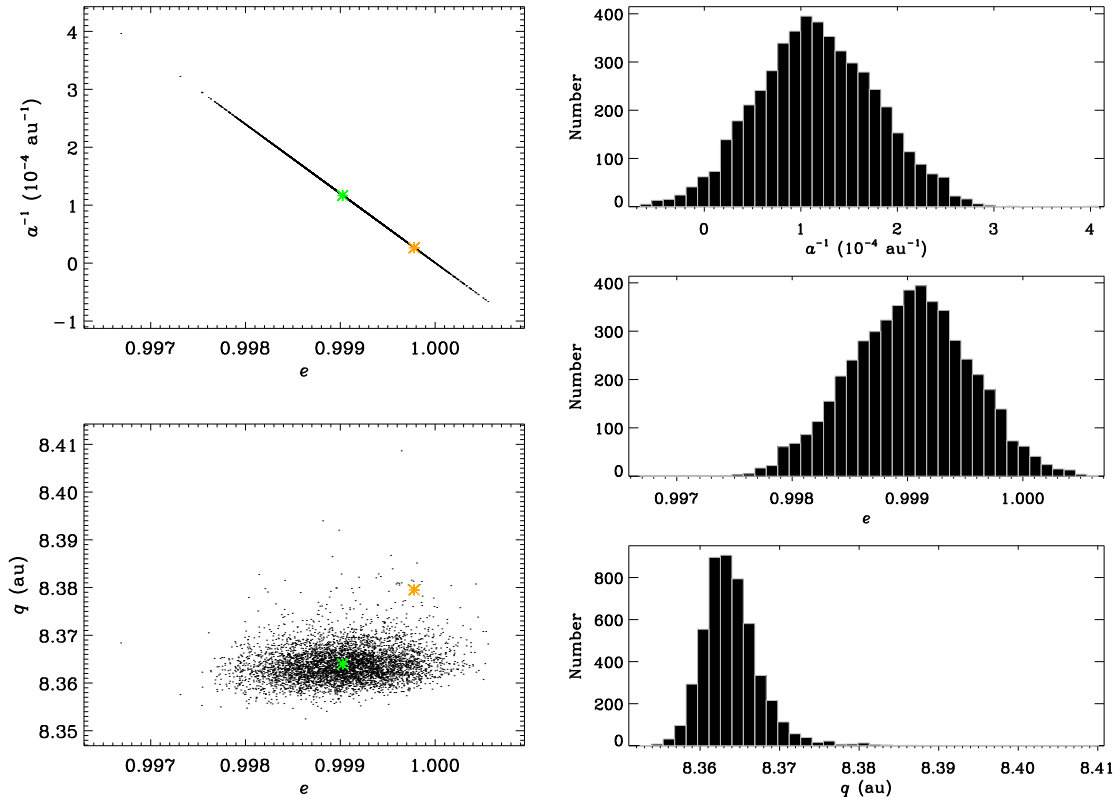 4
3
2
1
0
−1
a⁻¹ (10⁻⁴ au⁻¹)
0.997 0.998 0.999 1.000
e
8.41
8.40
8.39
8.38
8.37
8.36
8.35
q (au)
0.997 0.998 0.999 1.000
e
400
300
200
100
0
Number
0 1 2 3 4
a⁻¹ (10⁻⁴ au⁻¹)
400
300
200
100
0
Number
0.997 0.998 0.999 1.000
e
800
600
400
200
0
Number
8.36 8.37 8.38 8.39 8.40 8.41
q (au)